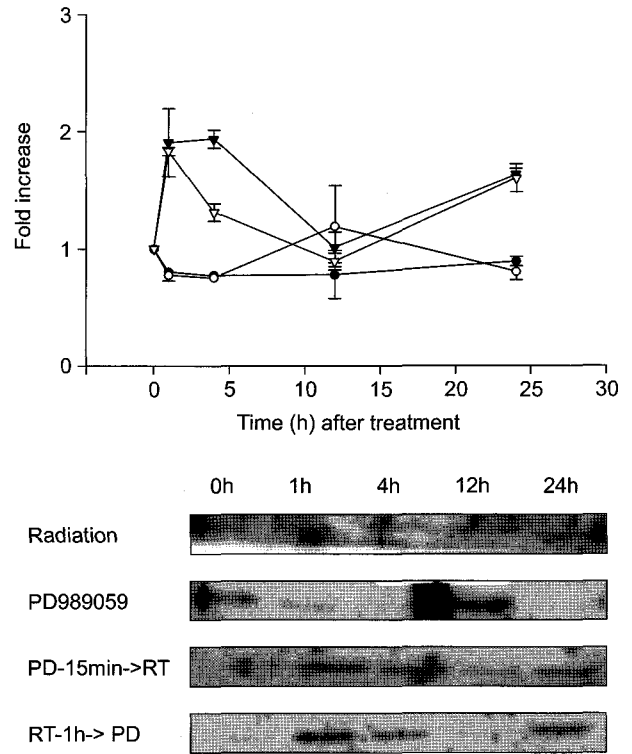 3
2
1
0
Fold increase
0 5 10 15 20 25 30
Time (h) after treatment
0h 1h 4h 12h 24h
Radiation
PD989059
PD-15min->RT
RT-1h-> PD